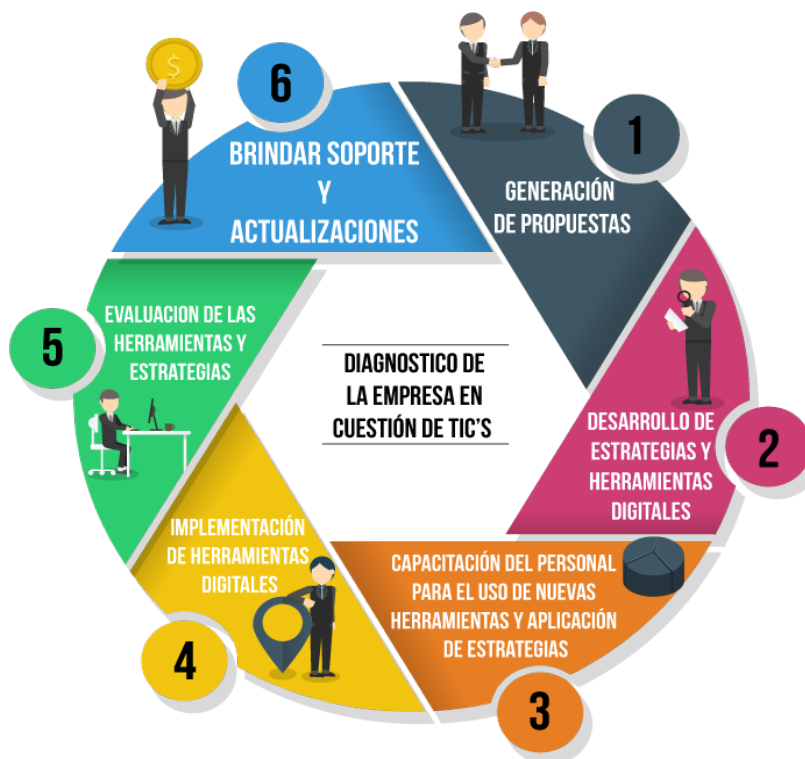 1
GENERACIÓN
DE PROPUESTAS
2
DESARROLLO DE
ESTRATEGIAS Y
HERRAMIENTAS
DIGITALES
3
CAPACITACIÓN DEL PERSONAL
PARA EL USO DE NUEVAS
HERRAMIENTAS Y APLICACIÓN
DE ESTRATEGIAS
4
IMPLEMENTACIÓN
DE HERRAMIENTAS
DIGITALES
5
EVALUACION DE LAS
HERRAMIENTAS Y
ESTRATEGIAS
6
BRINDAR SOPORTE
Y
ACTUALIZACIONES
$
DIAGNOSTICO DE
LA EMPRESA EN
CUESTIÓN DE TIC'S